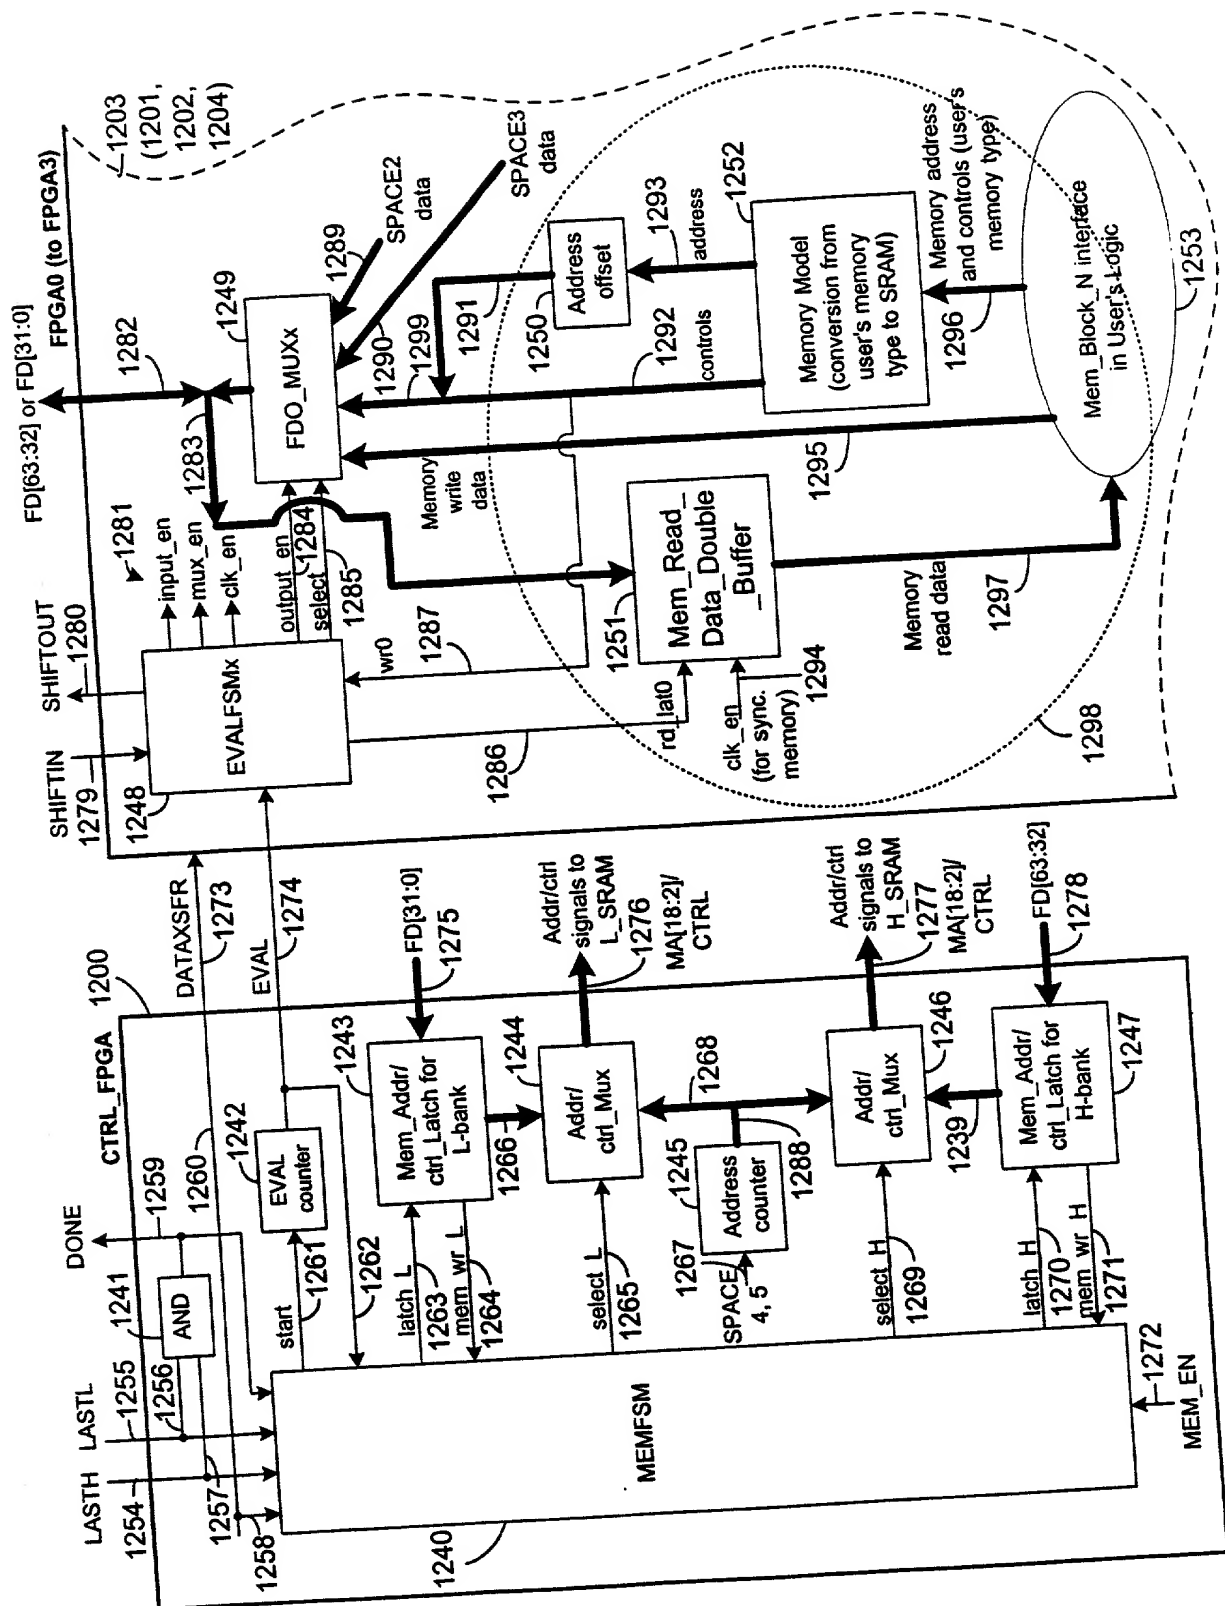 FD[63:32] or FD[31:0]
SHIFTOUT
SHIFTIN
1279
1280
1281
1282
1283
FPGA0 (to FPGA3)
1203
(1201,
1202,
1204)
1248
EVALFSMx
input_en
mux_en
clk_en
output_en
1284
select
1285
1249
FDO_MUXx
1289
SPACE2
data
SPACE3
data
1290
1299
1291
1287
wr0
1286
rd_lat0
Memory
write
data
1292
controls
1250
Address
offset
1293
address
1252
Memory Model
(conversion from
user's memory
type to SRAM)
1251
Mem_Read_
Data_Double
_Buffer
clk_en
(for sync.
memory)
1294
1295
Memory
read data
1297
1296
Memory address
and controls (user's
memory type)
Mem_Block_N interface
in User's Logic
1253
1298
CTRL_FPGA
1200
DATAXSFR
1273
EVAL
1274
DONE
1259
1260
LASTL
1255
1256
LASTH
1254
1257
1258
1241
AND
1242
EVAL
counter
start
1261
1262
1243
Mem_Addr/
ctrl_Latch for
L-bank
FD[31:0]
1275
latch_L
1263
mem_wr_L
1264
1266
1244
Addr/
ctrl_Mux
Addr/ctrl
signals to
L_SRAM
1276
MA[18:2]/
CTRL
select_L
1265
1245
Address
counter
1267
SPACE
4, 5
1268
1288
1246
Addr/
ctrl_Mux
Addr/ctrl
signals to
H_SRAM
1277
MA[18:2]/
CTRL
select_H
1269
1239
1247
Mem_Addr/
ctrl_Latch for
H-bank
FD[63:32]
1278
latch_H
1270
mem_wr_H
1271
MEMFSM
1240
1272
MEM_EN